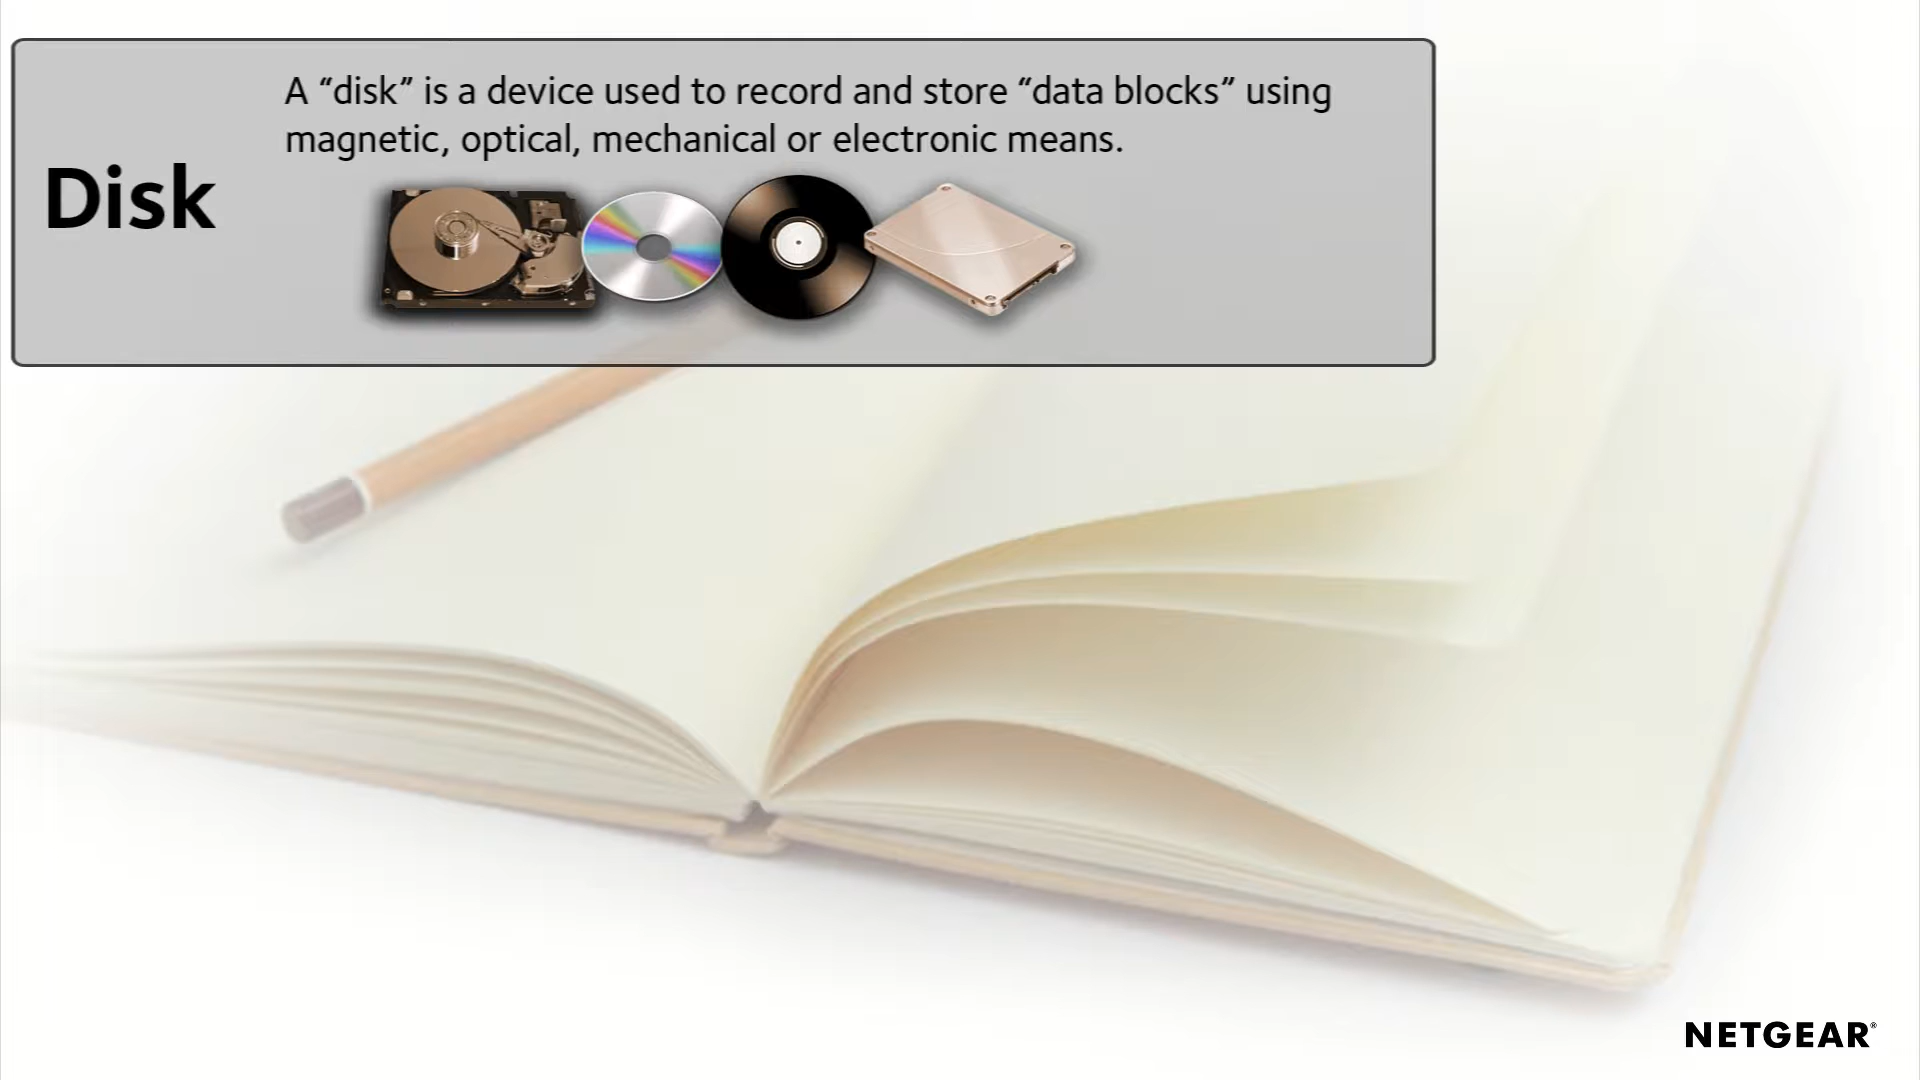 Disk
A “disk” is a device used to record and store “data blocks” using
magnetic, optical, mechanical or electronic means.
NETGEAR®